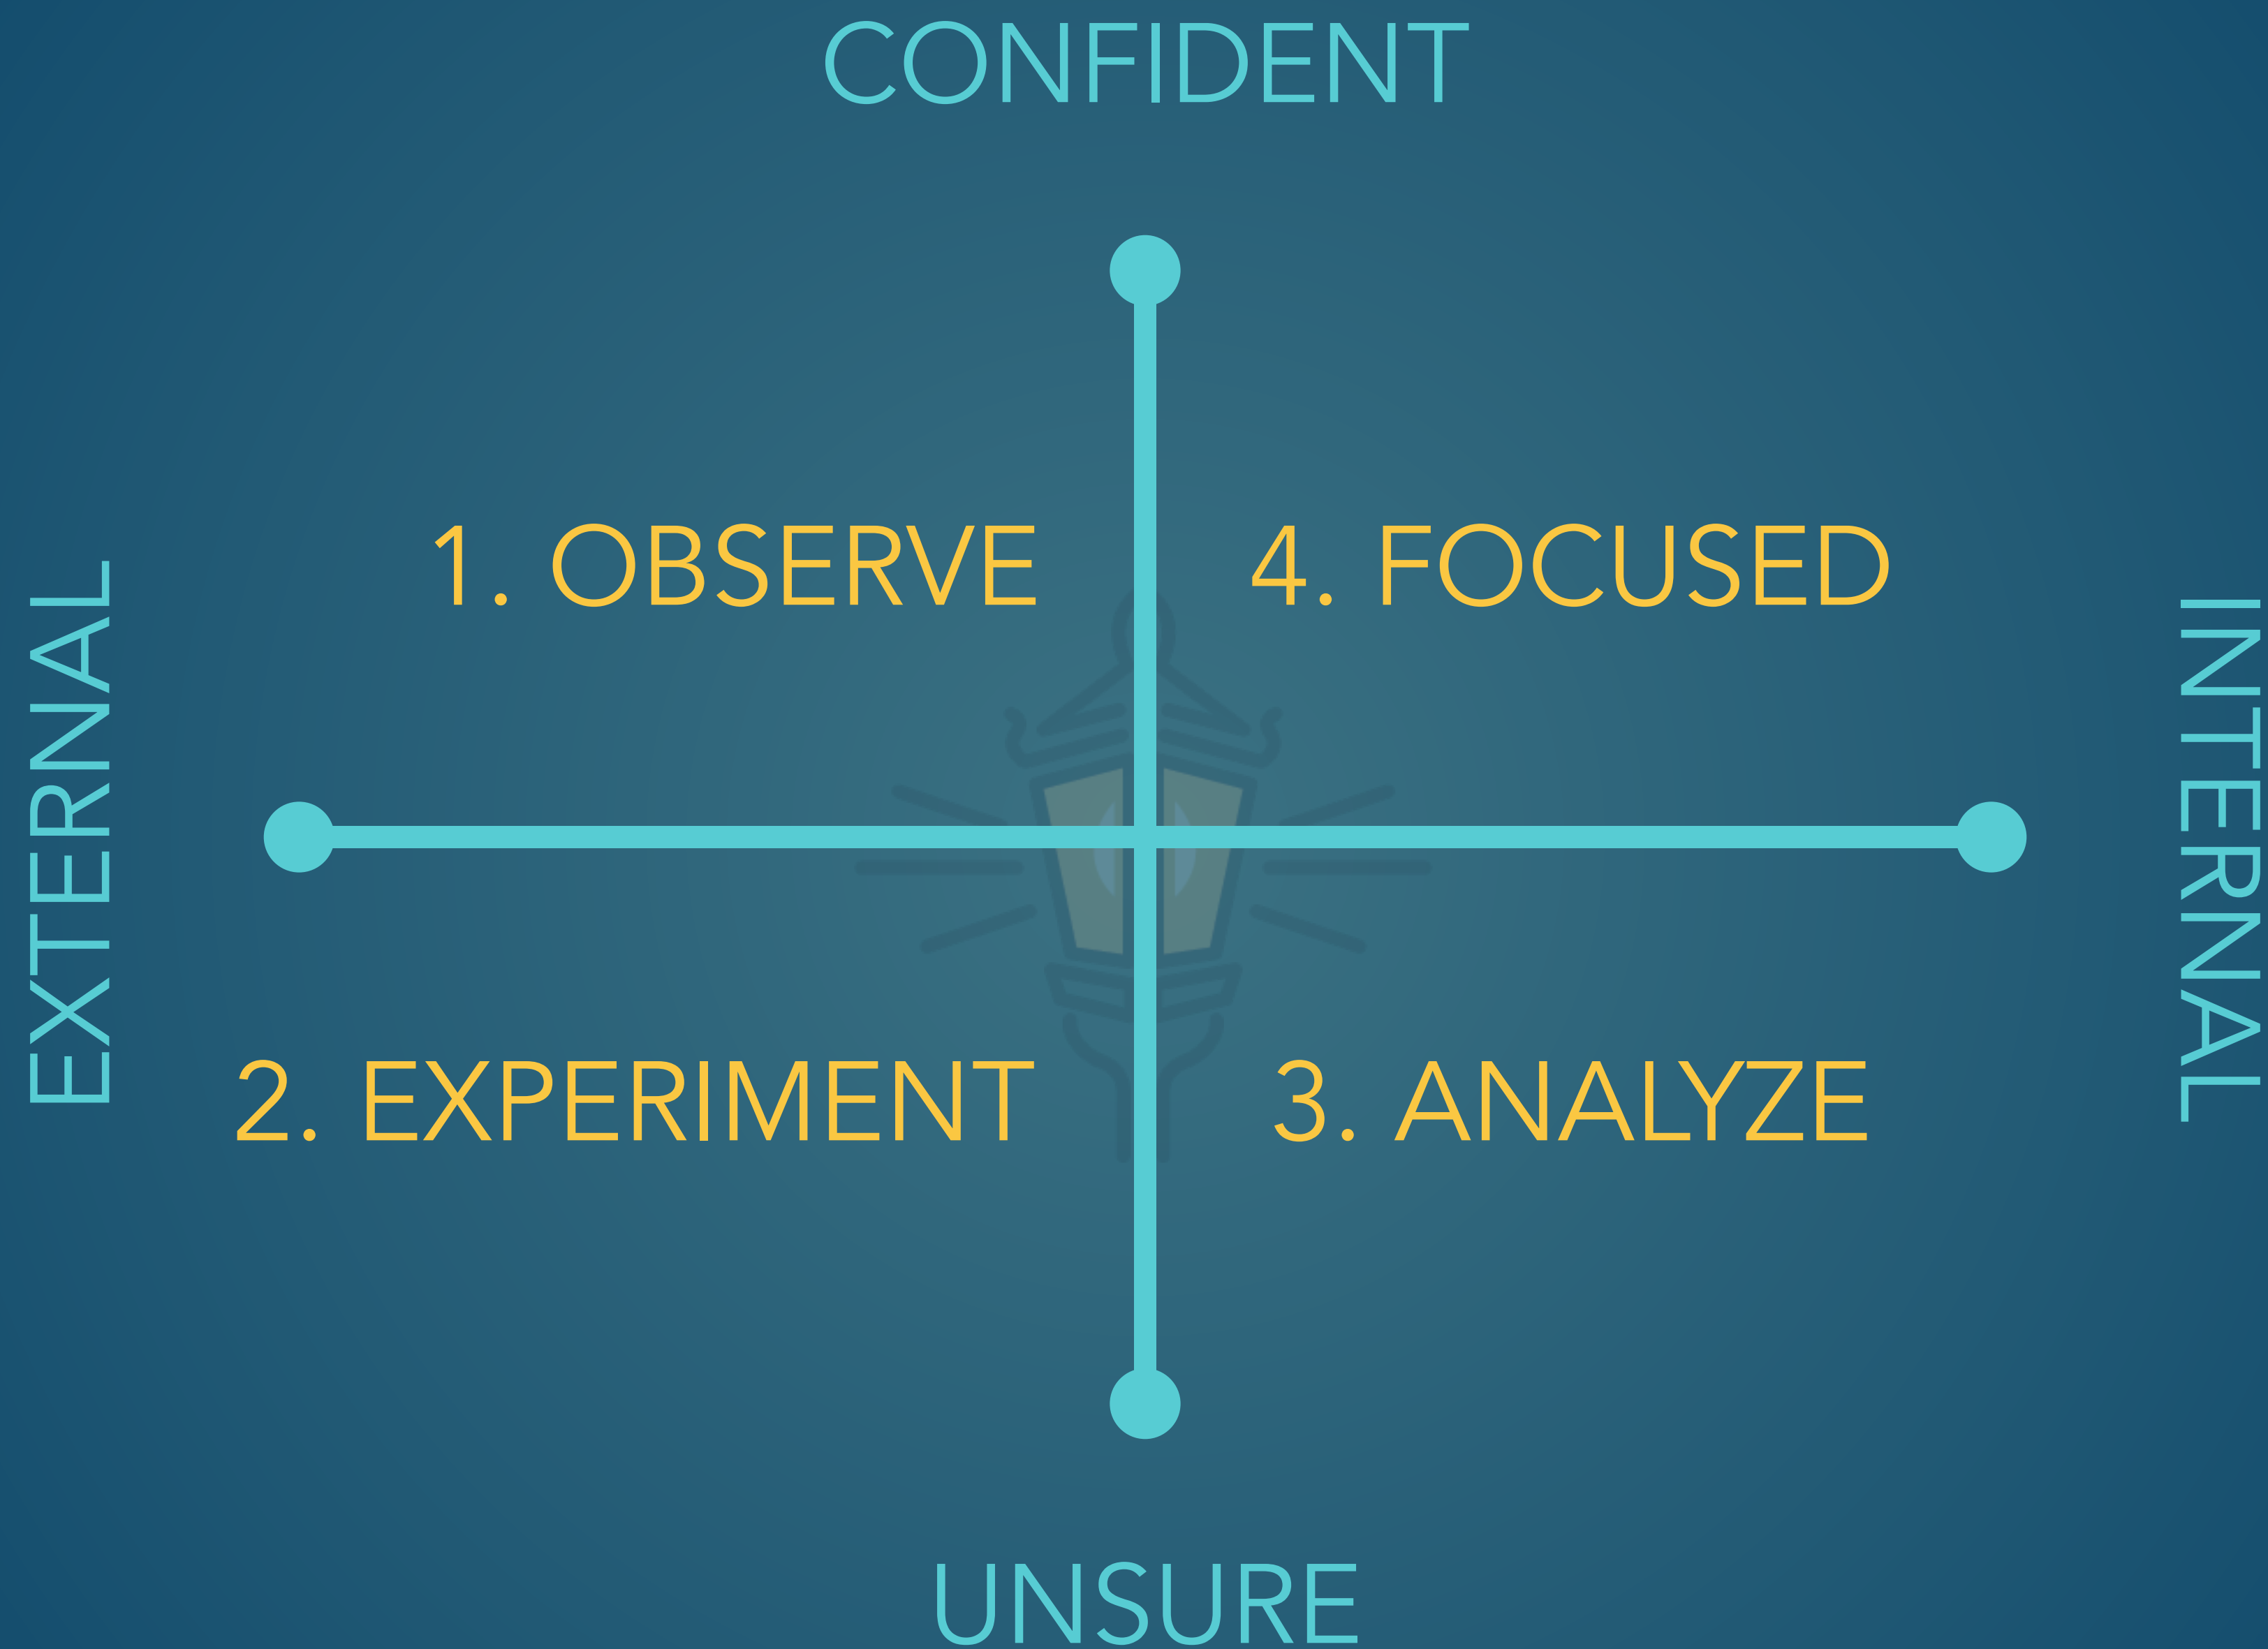 CONFIDENT
1. OBSERVE
4. FOCUSED
EXTERNAL
INTERNAL
2. EXPERIMENT
3. ANALYZE
UNSURE